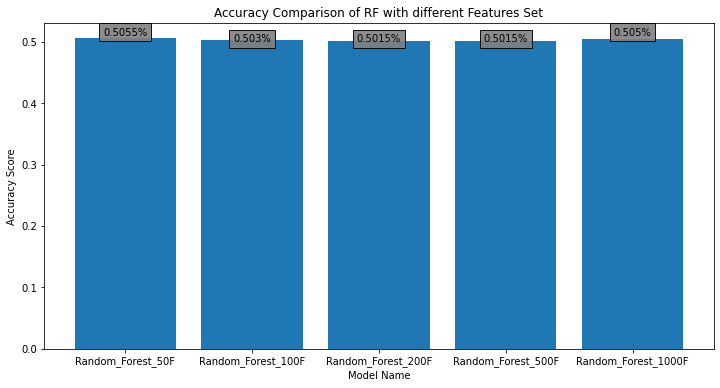 Accuracy Comparison of RF with different Features Set
0.5055%
0.503%
0.5015%
0.5015%
0.505%
0.5
0.4
0.3
0.2
0.1
0.0
Accuracy Score
Random_Forest_50F
Random_Forest_100F
Random_Forest_200F
Random_Forest_500F
Random_Forest_1000F
Model Name